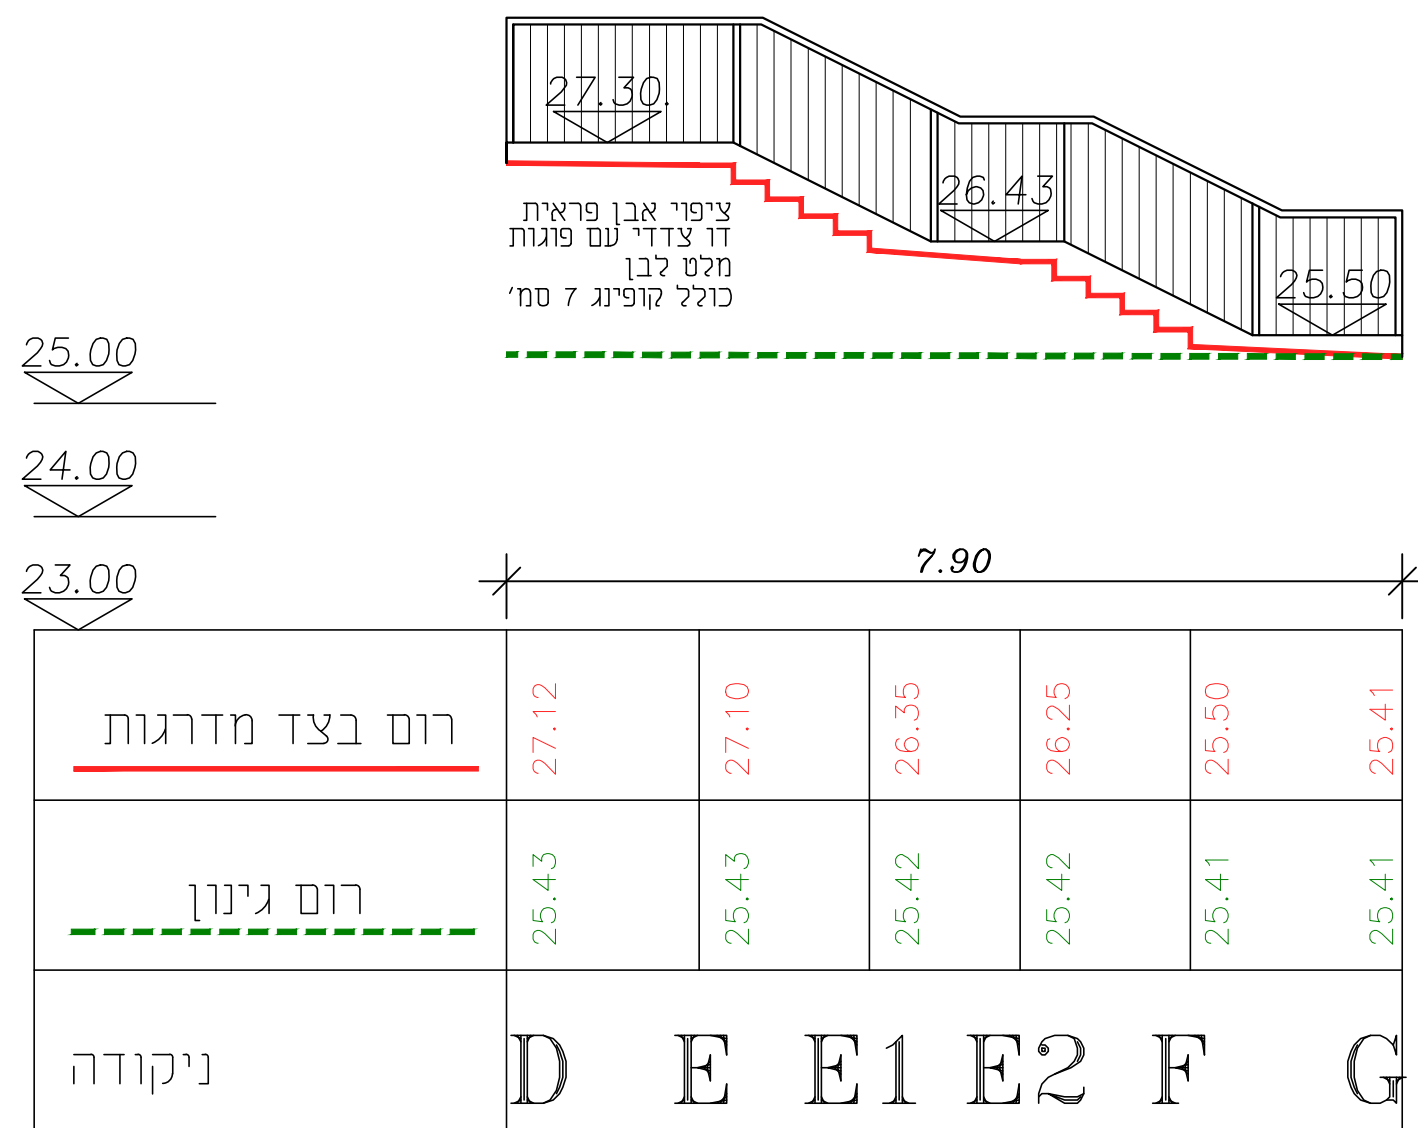 27.30.
26.43
25.50
ציפוי אבן פראית
דו צדדי עם פוגות
מלט לבן
כולל קופינג 7 סמ'
25.00
24.00
23.00
7.90
רום בצד מדרגות
27.12 27.10 26.35 26.25 25.50 25.41
רום גינון
25.43 25.43 25.42 25.42 25.41 25.41
ניקודה
D E E1 E2 F G